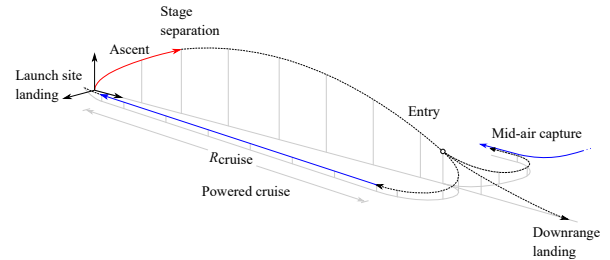 Stage
separation
Ascent
Launch site
landing
Entry
Mid-air capture
Rcruise
Powered cruise
Downrange
landing